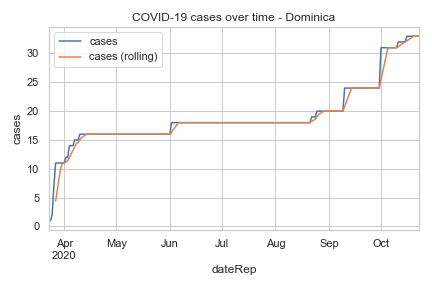 COVID-19 cases over time - Dominica
cases
cases (rolling)
cases
30
25
20
15
10
5
0
Apr May Jun Jul Aug Sep Oct
2020
dateRep